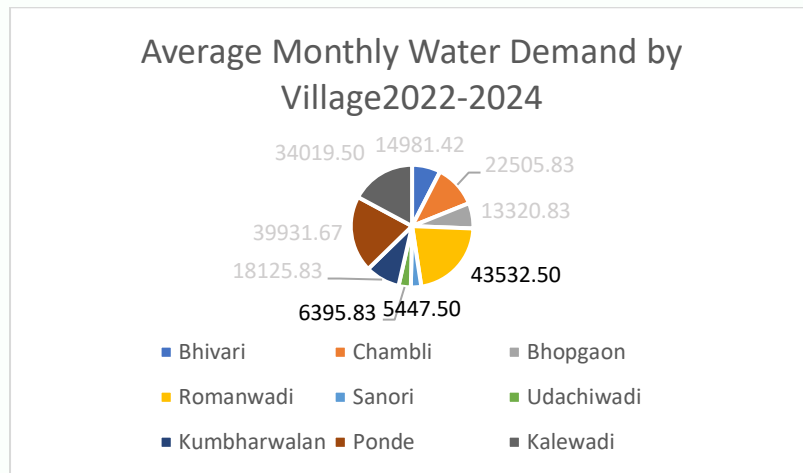 Average Monthly Water Demand by
Village2022-2024
34019.50 14981.42
22505.83
13320.83
39931.67
18125.83
43532.50
6395.83 5447.50
Bhivari Chambli Bhopgaon
Romanwadi Sanori Udachiwadi
Kumbharwalan Ponde Kalewadi